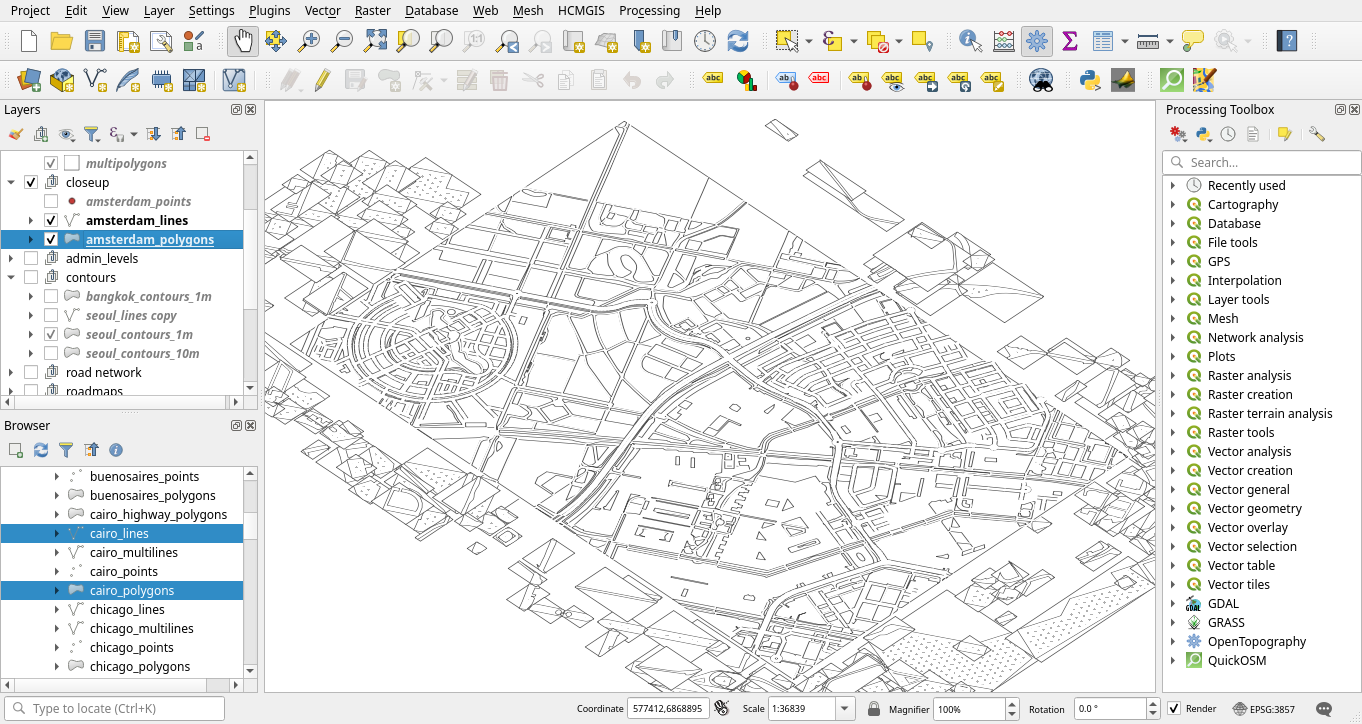 Project Edit View Layer Settings Plugins Vector Raster Database Web Mesh HCMGIS Processing Help
Layers
multipolygons
closeup
amsterdam_points
amsterdam_lines
amsterdam_polygons
admin_levels
contours
bangkok_contours_1m
seoul_lines copy
seoul_contours_1m
seoul_contours_10m
road network
roadmaps
Browser
buenosaires_points
buenosaires_polygons
cairo_highway_polygons
cairo_lines
cairo_multilines
cairo_points
cairo_polygons
chicago_lines
chicago_multilines
chicago_points
chicago_polygons
Processing Toolbox
Search...
Recently used
Cartography
Database
File tools
GPS
Interpolation
Layer tools
Mesh
Network analysis
Plots
Raster analysis
Raster creation
Raster terrain analysis
Raster tools
Vector analysis
Vector creation
Vector general
Vector geometry
Vector overlay
Vector selection
Vector table
Vector tiles
GDAL
GRASS
OpenTopography
QuickOSM
Type to locate (Ctrl+K)
Coordinate 577412,6868895 Scale 1:36839 Magnifier 100% Rotation 0.0 ° Render EPSG:3857